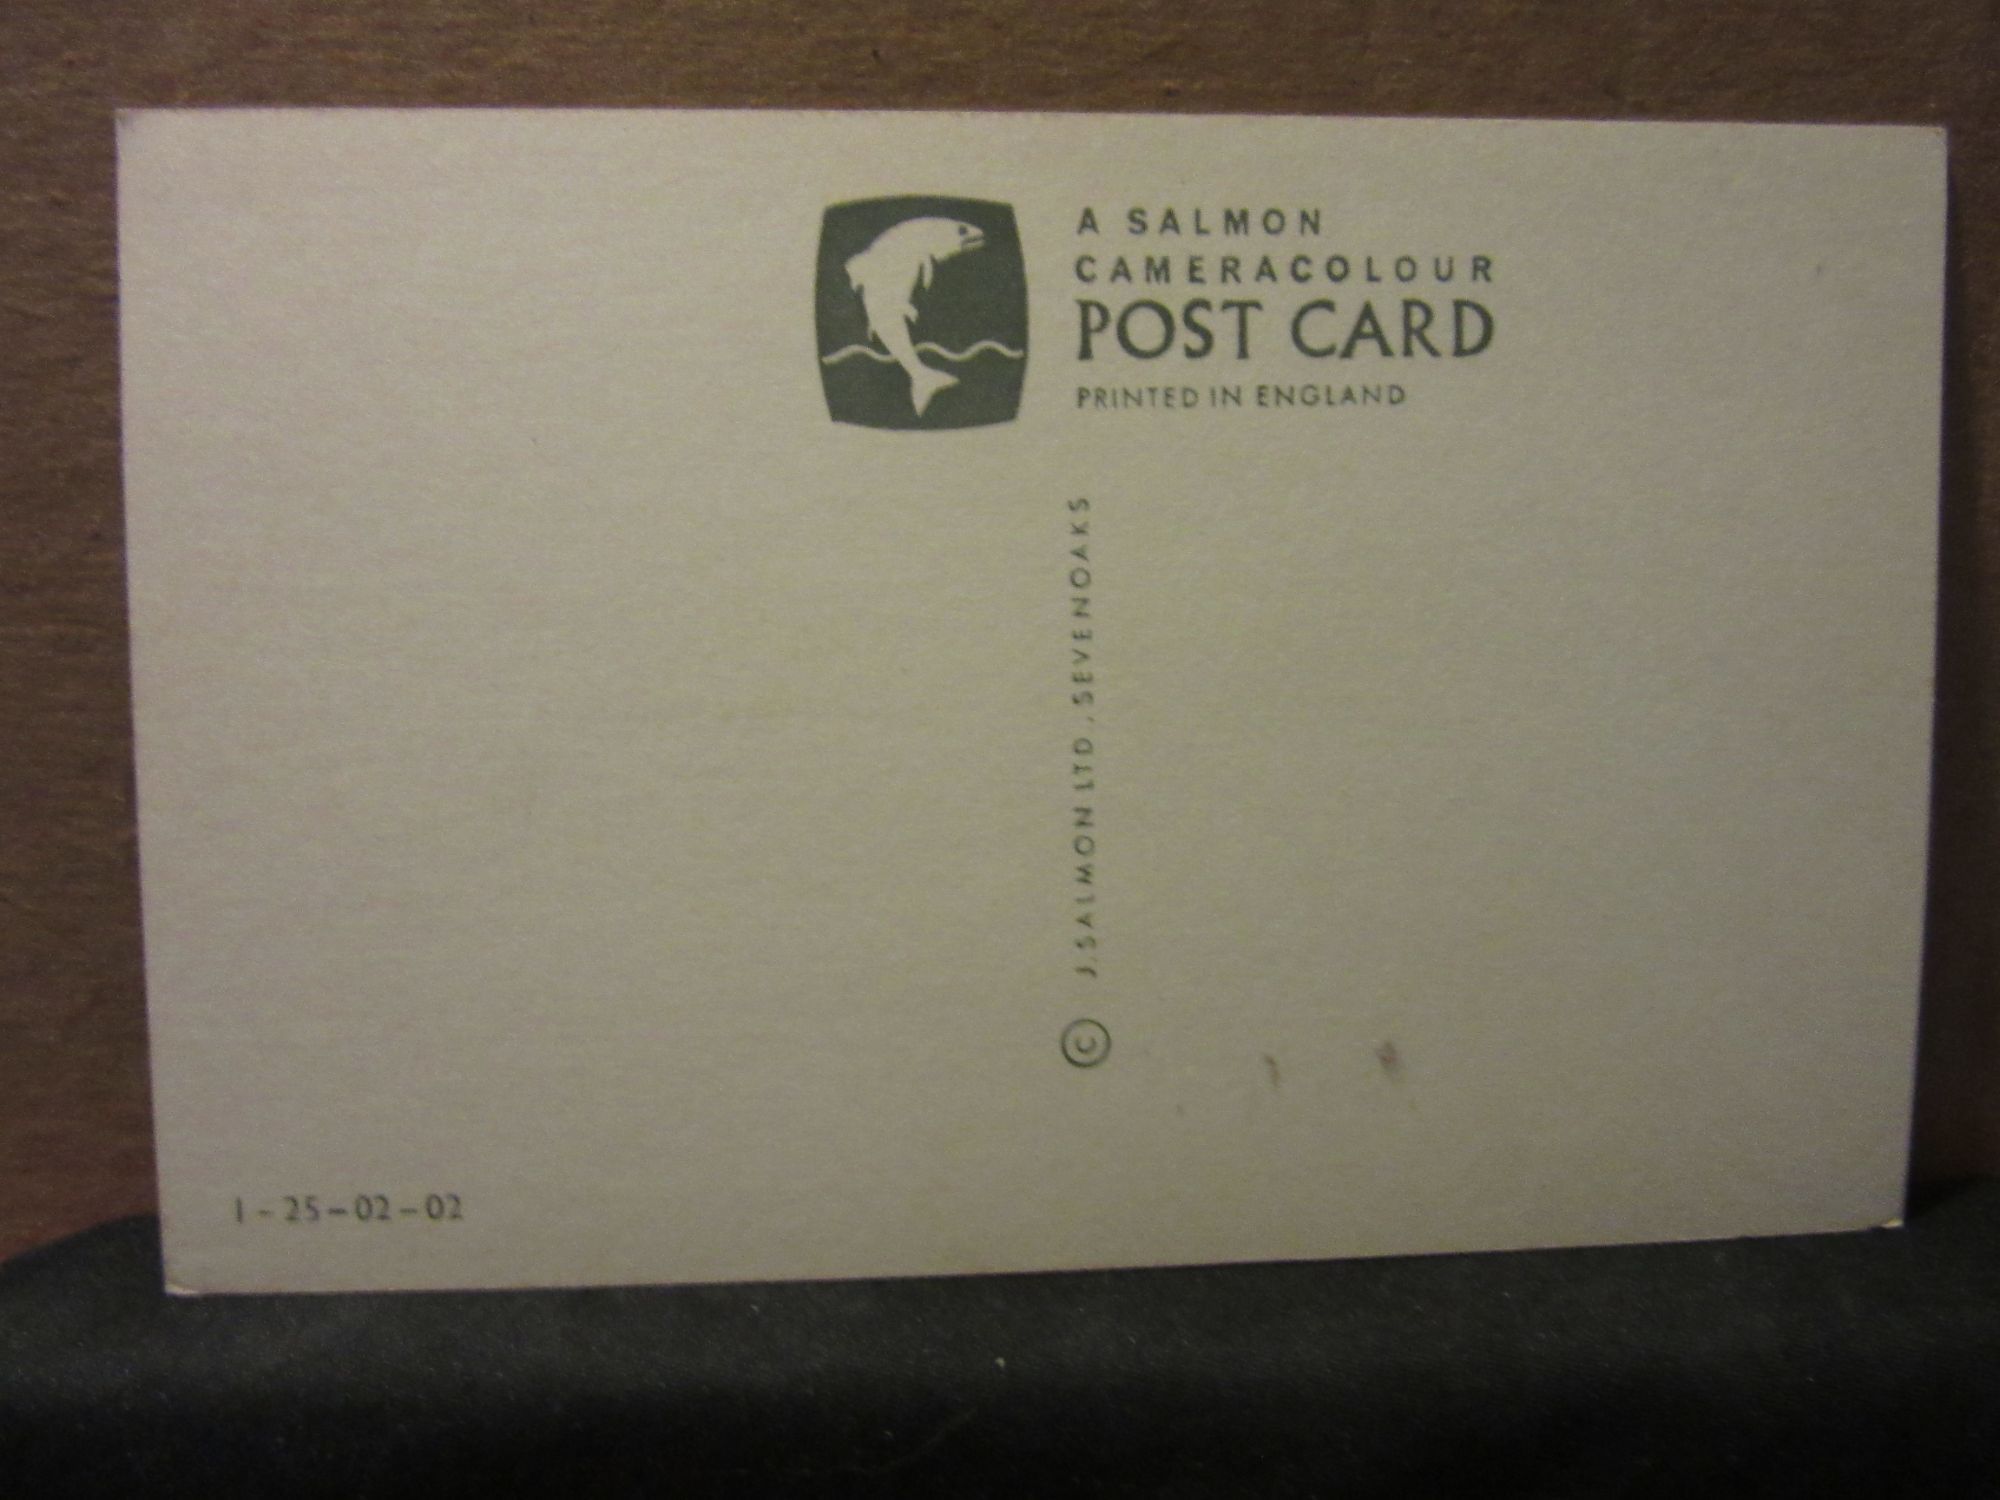 A SALMON
CAMERACOLOUR
POST CARD
PRINTED IN ENGLAND
© J. SALMON LTD., SEVENOAKS
1-25-02-02